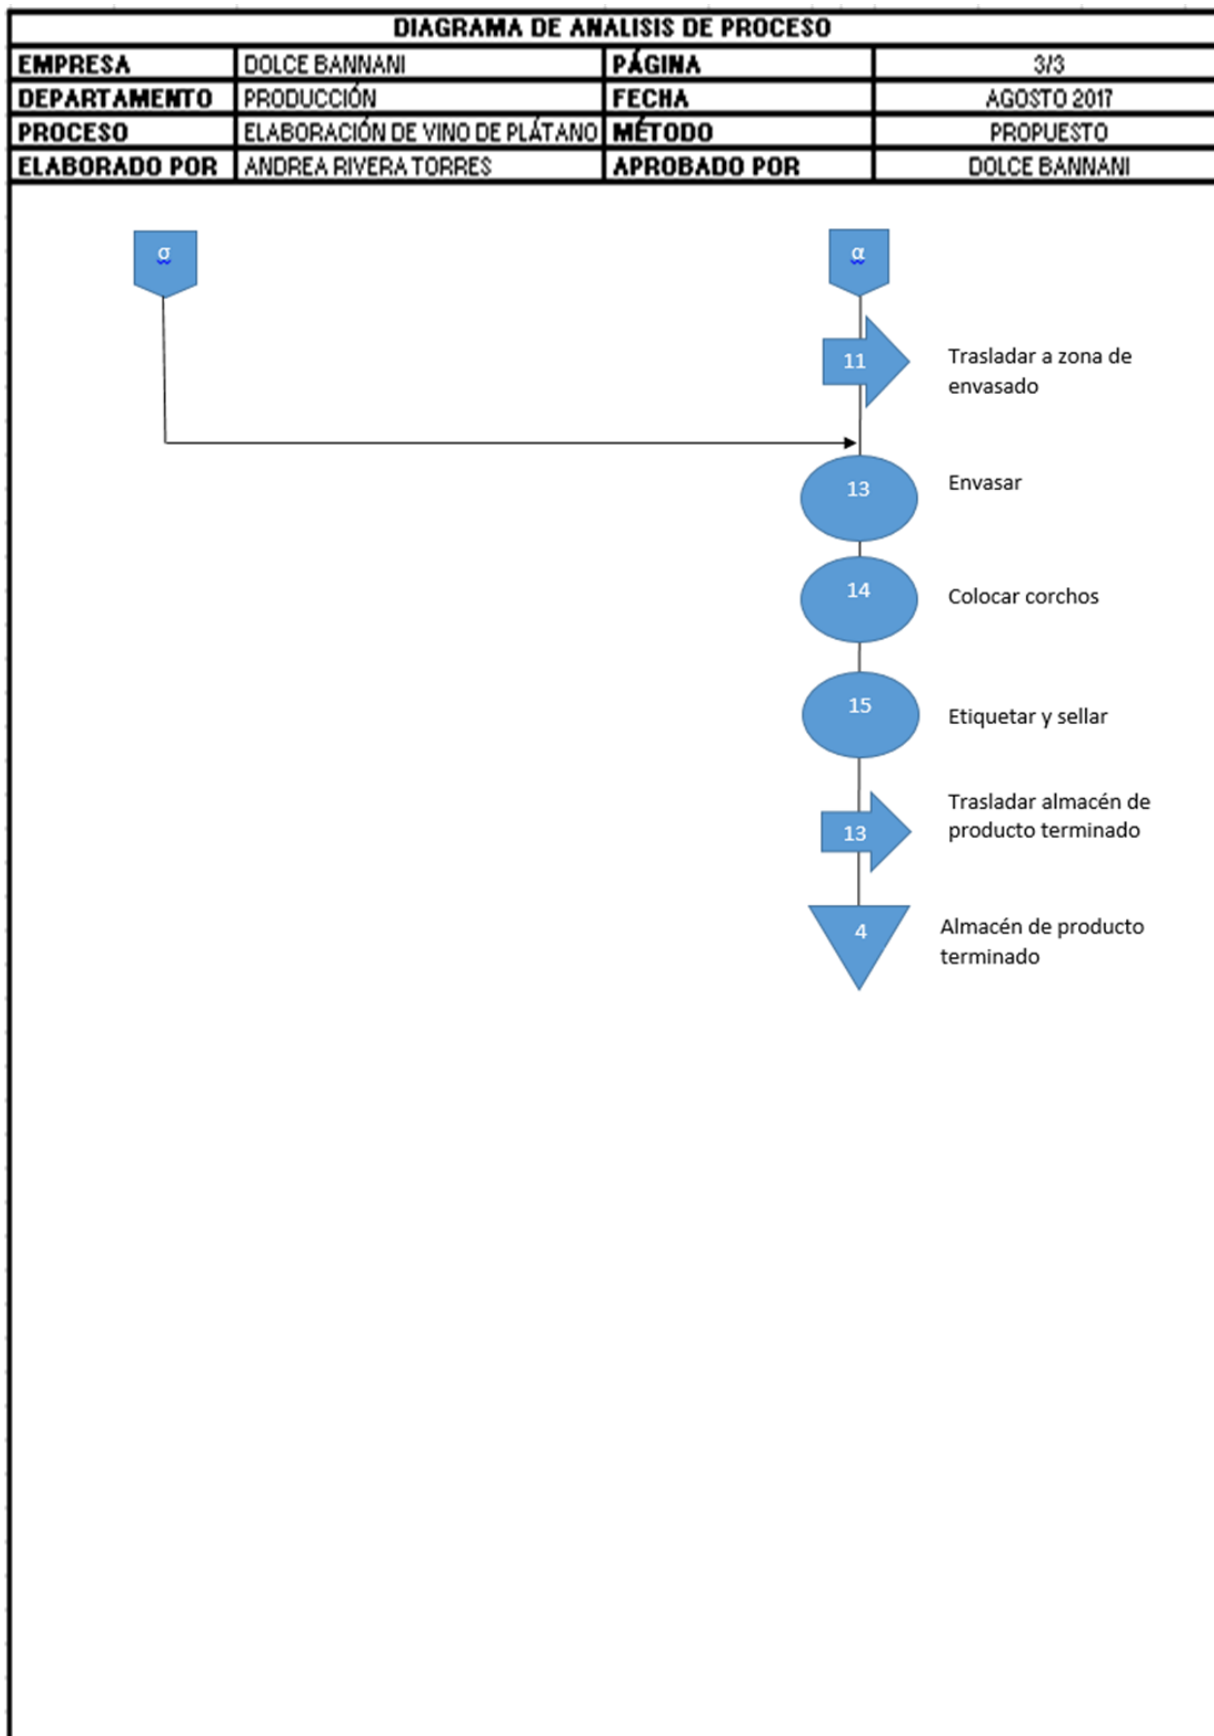 DIAGRAMA DE ANALISIS DE PROCESO
EMPRESA DOLCE BANNANI PÁGINA 3/3
DEPARTAMENTO PRODUCCIÓN FECHA AGOSTO 2017
PROCESO ELABORACIÓN DE VINO DE PLÁTANO MÉTODO PROPUESTO
ELABORADO POR ANDREA RIVERA TORRES APROBADO POR DOLCE BANNANI
σ α
11 Trasladar a zona de
envasado
13 Envasar
14 Colocar corchos
15 Etiquetar y sellar
Trasladar almacén de
13 producto terminado
4 Almacén de producto
terminado